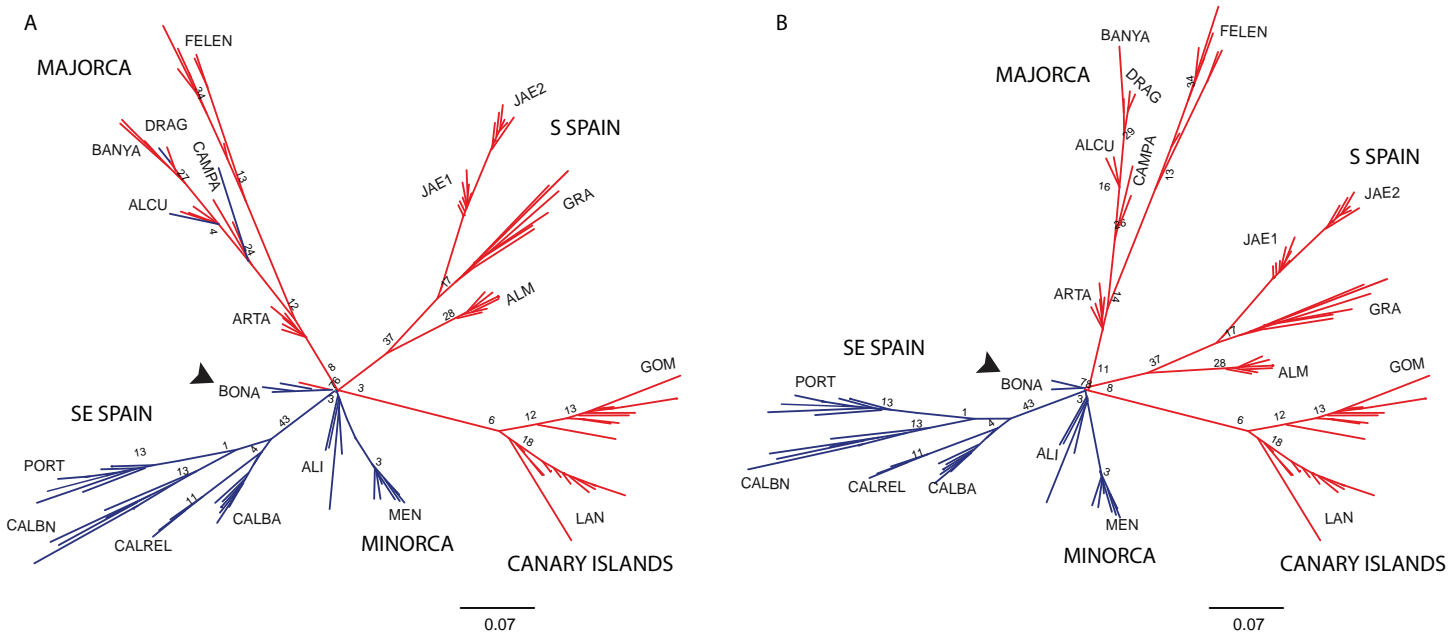 A
FELEN
MAJORCA
34
DRAG
BANYA
CAMPA
27
13
ALCU
4
24
12
ARTA
8
JAE2
S SPAIN
JAE1
GRA
17
ALM
28
37
BONA
3
3
GOM
6
12
13
18
LAN
CANARY ISLANDS
SE SPAIN
43
1
4
13
13
PORT
11
CALBN
CALREL
CALBA
ALI
3
MEN
MINORCA
0.07
B
BANYA
FELEN
MAJORCA
34
DRAG
29
ALCU
CAMPA
16
13
26
ARTA
14
S SPAIN
JAE2
JAE1
GRA
17
37
28
ALM
11
8
BONA
3
SE SPAIN
PORT
13
1
43
4
13
11
CALBN
CALREL
CALBA
ALI
3
MEN
MINORCA
GOM
6
12
13
18
LAN
CANARY ISLANDS
0.07